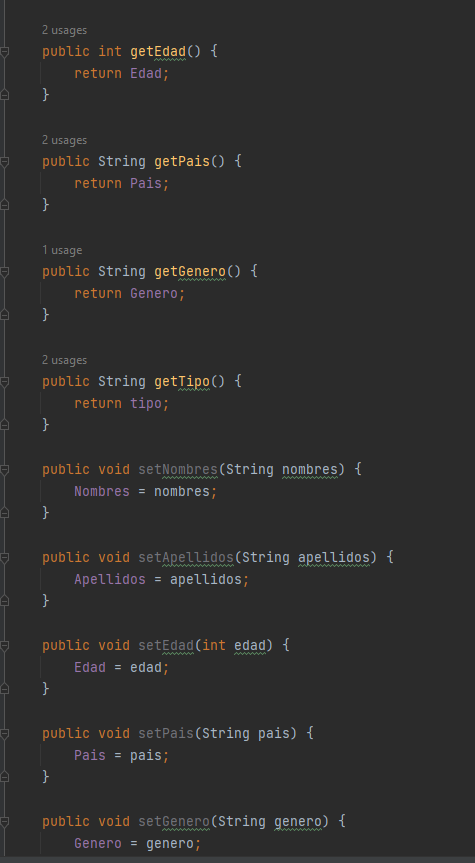 2 usages
public int getEdad() {
return Edad;
}
2 usages
public String getPais() {
return Pais;
}
1 usage
public String getGenero() {
return Genero;
}
2 usages
public String getTipo() {
return tipo;
}
public void setNombres(String nombres) {
Nombres = nombres;
}
public void setApellidos(String apellidos) {
Apellidos = apellidos;
}
public void setEdad(int edad) {
Edad = edad;
}
public void setPais(String pais) {
Pais = pais;
}
public void setGenero(String genero) {
Genero = genero;